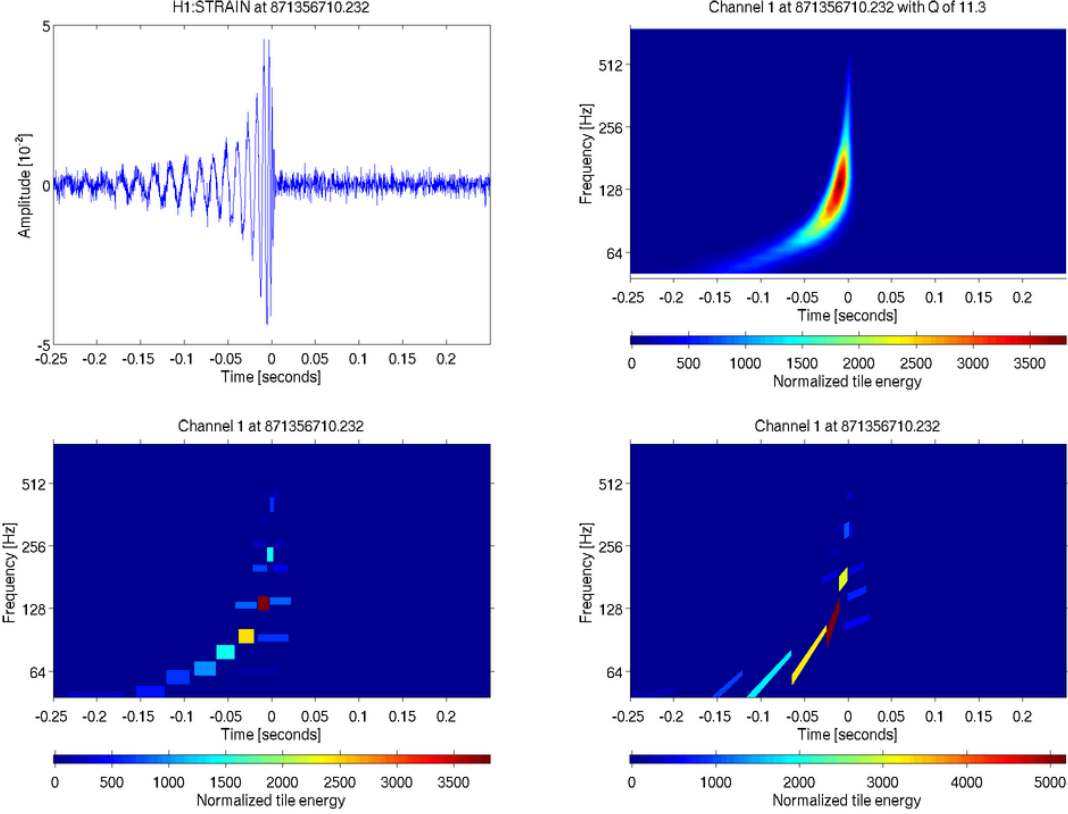 H1:STRAIN at 871356710.232
5
0
-5
Amplitude [10⁻²]
-0.25 -0.2 -0.15 -0.1 -0.05 0 0.05 0.1 0.15 0.2
Time [seconds]
Channel 1 at 871356710.232 with Q of 11.3
512
256
128
64
Frequency [Hz]
-0.25 -0.2 -0.15 -0.1 -0.05 0 0.05 0.1 0.15 0.2
Time [seconds]
0 500 1000 1500 2000 2500 3000 3500
Normalized tile energy
Channel 1 at 871356710.232
512
256
128
64
Frequency [Hz]
-0.25 -0.2 -0.15 -0.1 -0.05 0 0.05 0.1 0.15 0.2
Time [seconds]
0 500 1000 1500 2000 2500 3000 3500
Normalized tile energy
Channel 1 at 871356710.232
512
256
128
64
Frequency [Hz]
-0.25 -0.2 -0.15 -0.1 -0.05 0 0.05 0.1 0.15 0.2
Time [seconds]
0 1000 2000 3000 4000 5000
Normalized tile energy